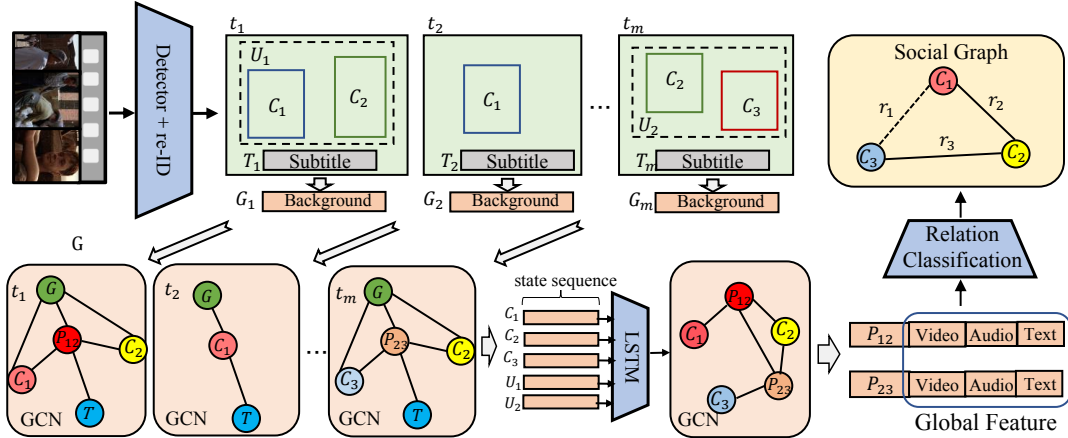 Detector + re-ID
t₁
U₁
C₁
C₂
T₁ Subtitle
G₁ Background
t₂
C₁
T₂ Subtitle
G₂ Background
...
tₘ
C₂
C₃
U₂
Tₘ Subtitle
Gₘ Background
Social Graph
C₁
r₁
r₂
C₃
r₃
C₂
Relation
Classification
G
t₁
G
P₁₂
C₂
C₁
T
GCN
t₂
G
C₁
T
GCN
...
tₘ
G
P₂₃
C₂
C₃
T
GCN
state sequence
C₁
C₂
C₃
U₁
U₂
LSTM
P₁₂
C₁
C₂
P₂₃
C₃
GCN
P₁₂ Video Audio Text
P₂₃ Video Audio Text
Global Feature